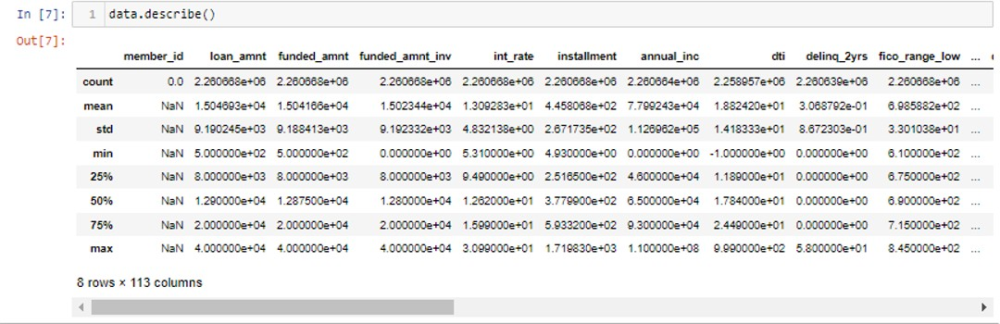 In [7]: 1 data.describe()
Out[7]:
member_id loan_amnt funded_amnt funded_amnt_inv int_rate installment annual_inc dti delinq_2yrs fico_range_low ... c
count 0.0 2.260668e+06 2.260668e+06 2.260668e+06 2.260668e+06 2.260668e+06 2.260664e+06 2.258957e+06 2.260639e+06 2.260668e+06 ...
mean NaN 1.504693e+04 1.504166e+04 1.502344e+04 1.309283e+01 4.458068e+02 7.799243e+04 1.882420e+01 3.068792e-01 6.985882e+02 ...
std NaN 9.190245e+03 9.188413e+03 9.192332e+03 4.832138e+00 2.671735e+02 1.126962e+05 1.418333e+01 8.672303e-01 3.301038e+01 ...
min NaN 5.000000e+02 5.000000e+02 0.000000e+00 5.310000e+00 4.930000e+00 0.000000e+00 -1.000000e+00 0.000000e+00 6.100000e+02 ...
25% NaN 8.000000e+03 8.000000e+03 8.000000e+03 9.490000e+00 2.516500e+02 4.600000e+04 1.189000e+01 0.000000e+00 6.750000e+02 ...
50% NaN 1.290000e+04 1.287500e+04 1.280000e+04 1.262000e+01 3.779900e+02 6.500000e+04 1.784000e+01 0.000000e+00 6.900000e+02 ...
75% NaN 2.000000e+04 2.000000e+04 2.000000e+04 1.599000e+01 5.933200e+02 9.300000e+04 2.449000e+01 0.000000e+00 7.150000e+02 ...
max NaN 4.000000e+04 4.000000e+04 4.000000e+04 3.099000e+01 1.719830e+03 1.100000e+08 9.990000e+02 5.800000e+01 8.450000e+02 ...
8 rows × 113 columns